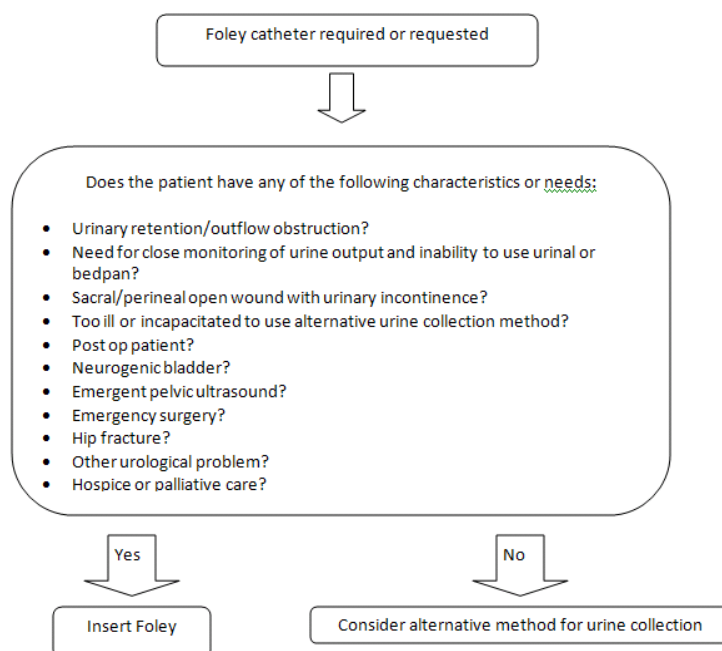 Foley catheter required or requested
Does the patient have any of the following characteristics or needs:
• Urinary retention/outflow obstruction?
• Need for close monitoring of urine output and inability to use urinal or
bedpan?
• Sacral/perineal open wound with urinary incontinence?
• Too ill or incapacitated to use alternative urine collection method?
• Post op patient?
• Neurogenic bladder?
• Emergent pelvic ultrasound?
• Emergency surgery?
• Hip fracture?
• Other urological problem?
• Hospice or palliative care?
Yes
No
Insert Foley
Consider alternative method for urine collection